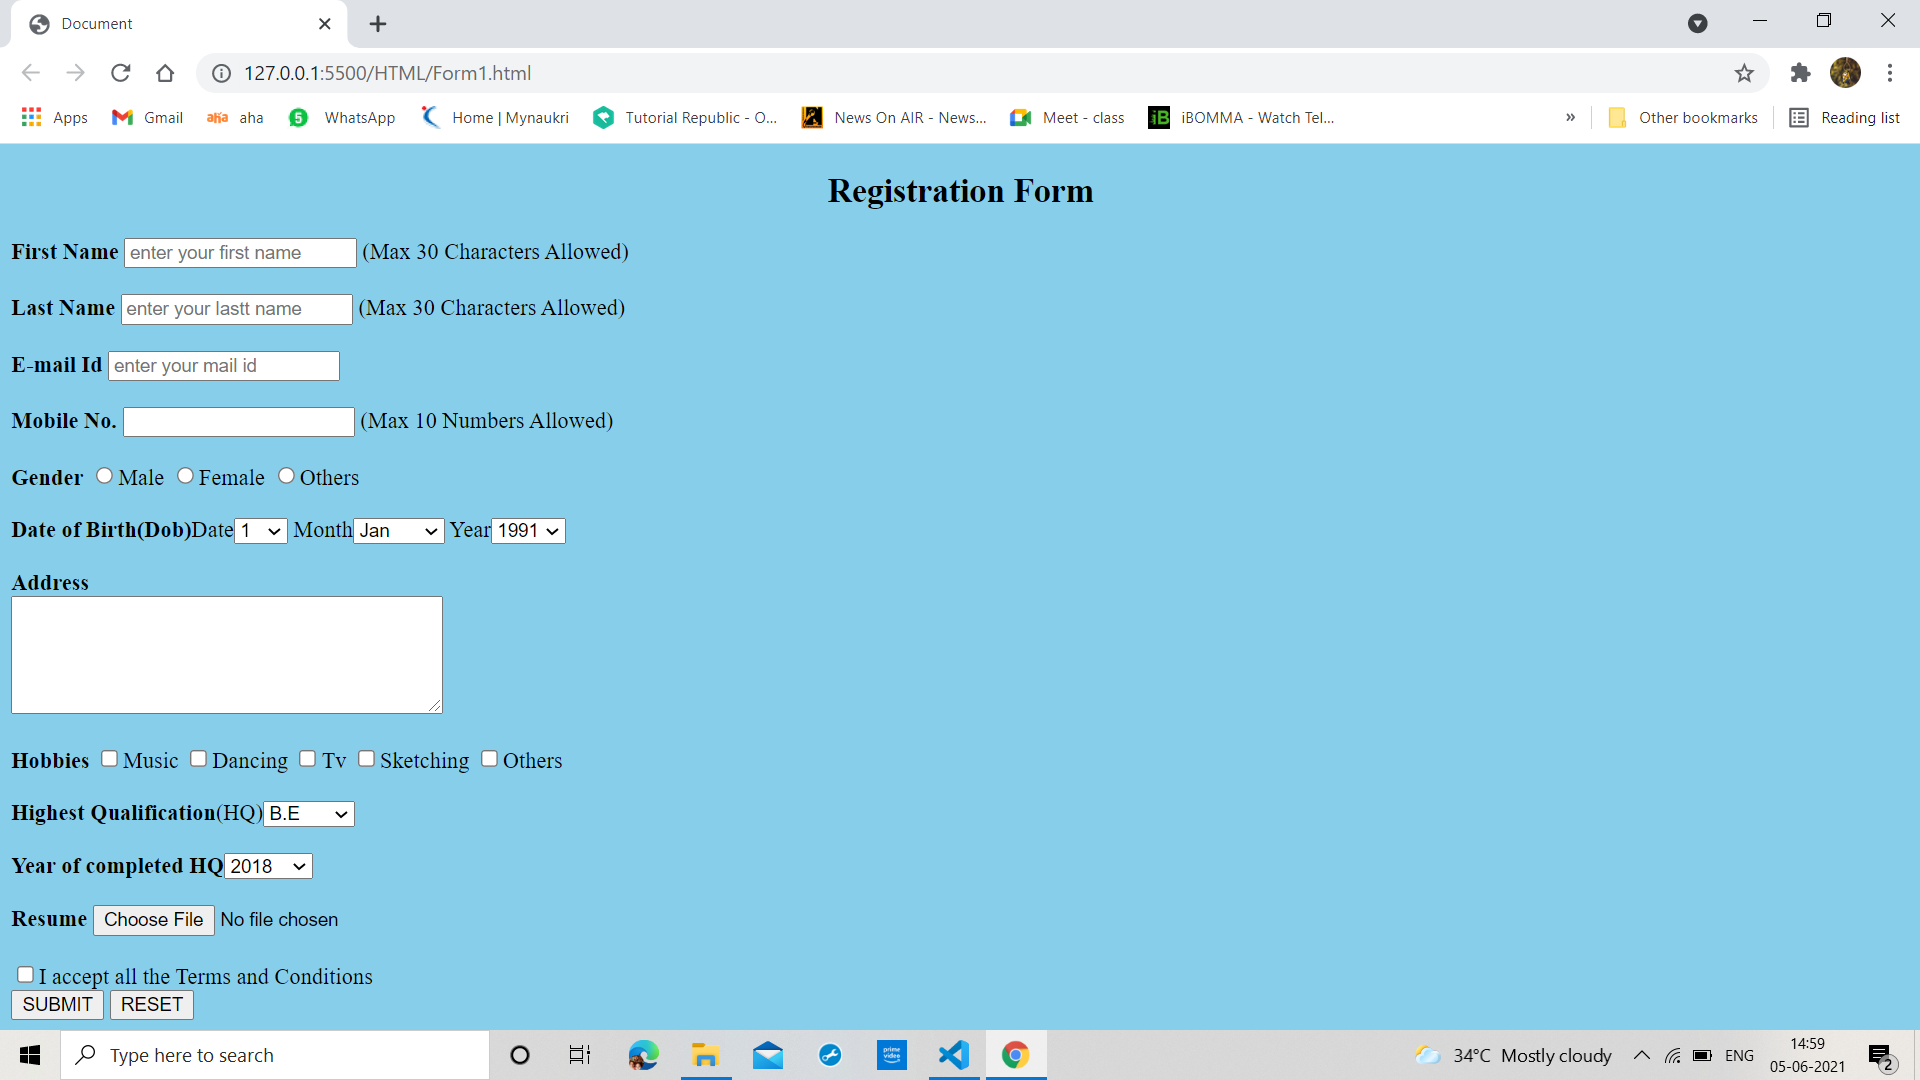 Document
127.0.0.1:5500/HTML/Form1.html
Apps Gmail aha aha 5 WhatsApp Home | Mynaukri Tutorial Republic - O... News On AIR - News... Meet - class iB iBOMMA - Watch Tel... » Other bookmarks Reading list
Registration Form
First Name enter your first name (Max 30 Characters Allowed)
Last Name enter your lastt name (Max 30 Characters Allowed)
E-mail Id enter your mail id
Mobile No. (Max 10 Numbers Allowed)
Gender Male Female Others
Date of Birth(Dob)Date 1 Month Jan Year 1991
Address
Hobbies Music Dancing Tv Sketching Others
Highest Qualification(HQ) B.E
Year of completed HQ 2018
Resume Choose File No file chosen
I accept all the Terms and Conditions
SUBMIT RESET
Type here to search prime video 34°C Mostly cloudy ENG 14:59
05-06-2021 2